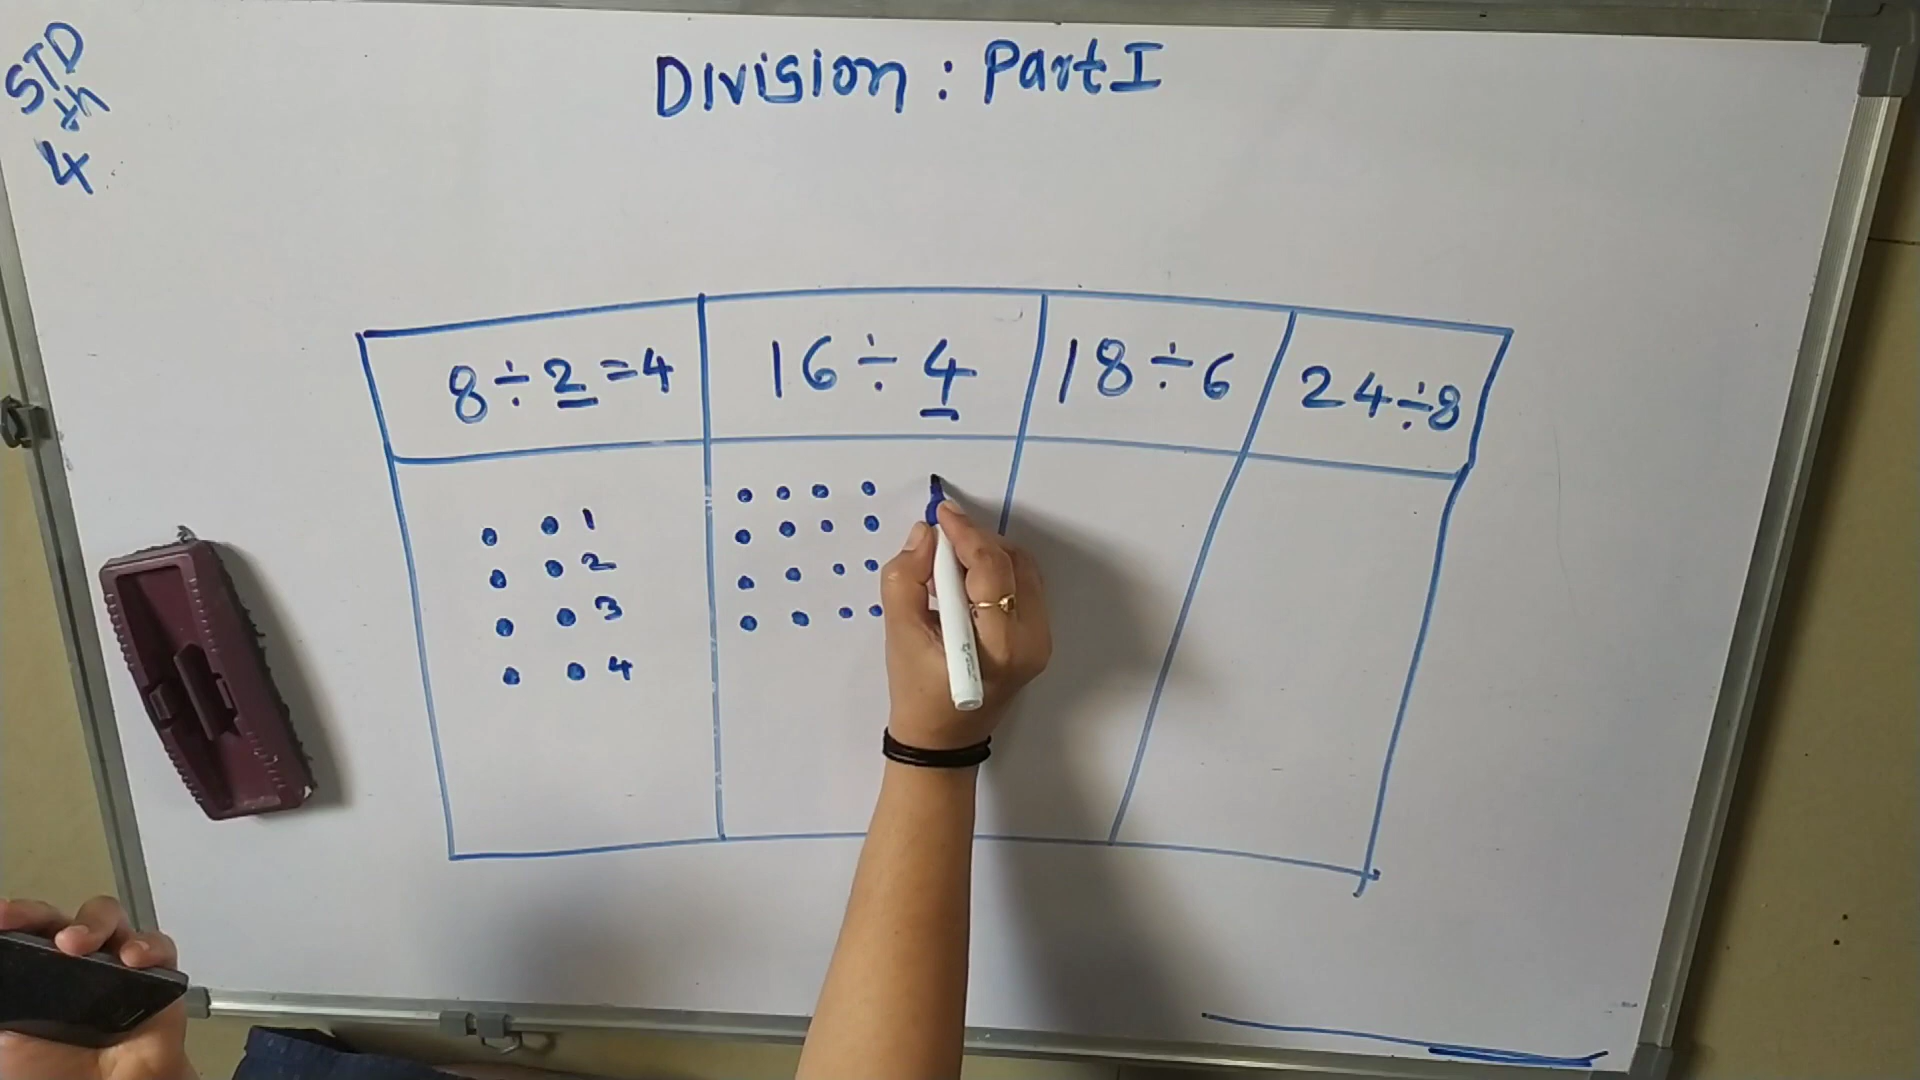 STD
4th
Division : Part I
8 ÷ 2 = 4
16 ÷ 4
18 ÷ 6
24 ÷ 8
1
2
3
4